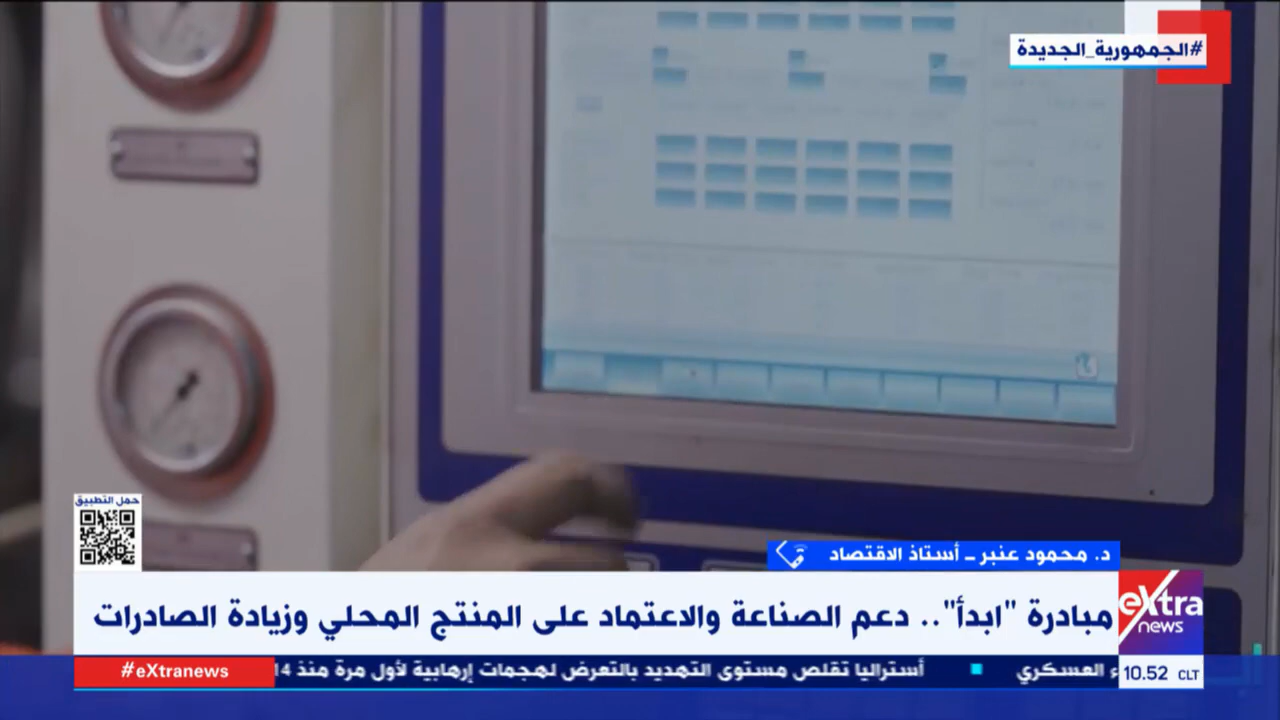 #الجمهورية_الجديدة
حمل التطبيق
د. محمود عنبر - أستاذ الاقتصاد
مبادرة "ابدأ".. دعم الصناعة والاعتماد على المنتج المحلي وزيادة الصادرات
eXtra
news
#eXtranews
ء العسكري ■ أستراليا تقلص مستوى التهديد بالتعرض لهجمات إرهابية لأول مرة منذ 14
10.52 CLT